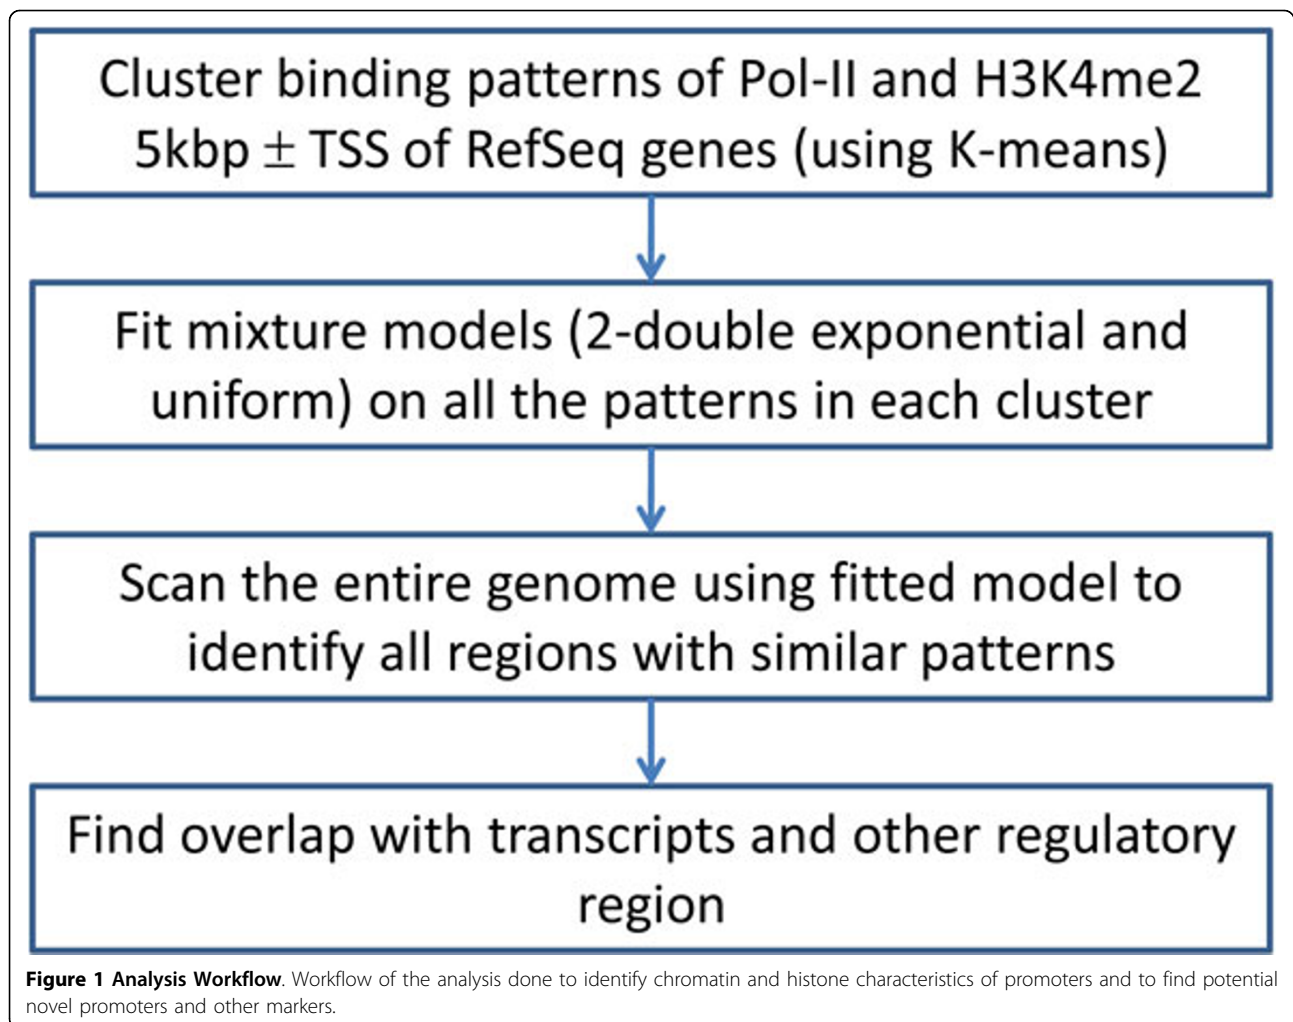 Cluster binding patterns of Pol-II and H3K4me2
5kbp ± TSS of RefSeq genes (using K-means)
Fit mixture models (2-double exponential and
uniform) on all the patterns in each cluster
Scan the entire genome using fitted model to
identify all regions with similar patterns
Find overlap with transcripts and other regulatory
region
Figure 1 Analysis Workflow. Workflow of the analysis done to identify chromatin and histone characteristics of promoters and to find potential
novel promoters and other markers.